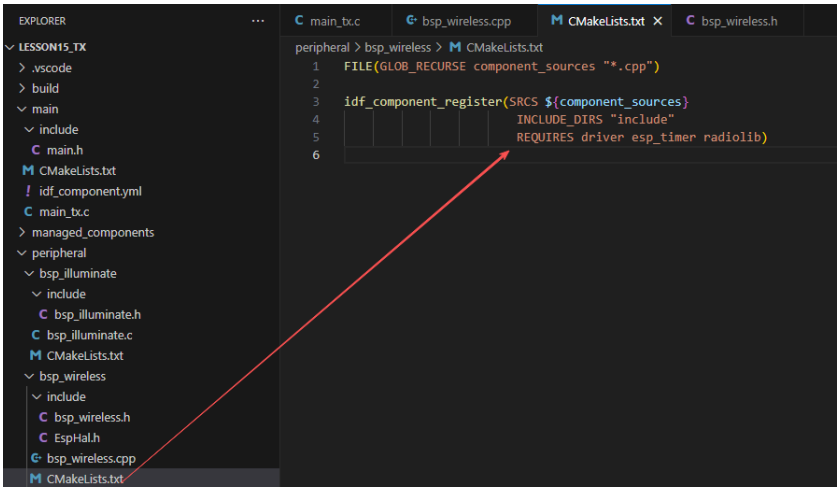 EXPLORER ...
LESSON15_TX
.vscode
build
main
include
C main.h
M CMakeLists.txt
! idf_component.yml
C main_tx.c
managed_components
peripheral
bsp_illuminate
include
C bsp_illuminate.h
C bsp_illuminate.c
M CMakeLists.txt
bsp_wireless
include
C bsp_wireless.h
C EspHal.h
G+ bsp_wireless.cpp
M CMakeLists.txt
C main_tx.c G+ bsp_wireless.cpp M CMakeLists.txt X C bsp_wireless.h
peripheral > bsp_wireless > M CMakeLists.txt
1 FILE(GLOB_RECURSE component_sources "*.cpp")
2
3 idf_component_register(SRCS ${component_sources}
4 INCLUDE_DIRS "include"
5 REQUIRES driver esp_timer radiolib)
6